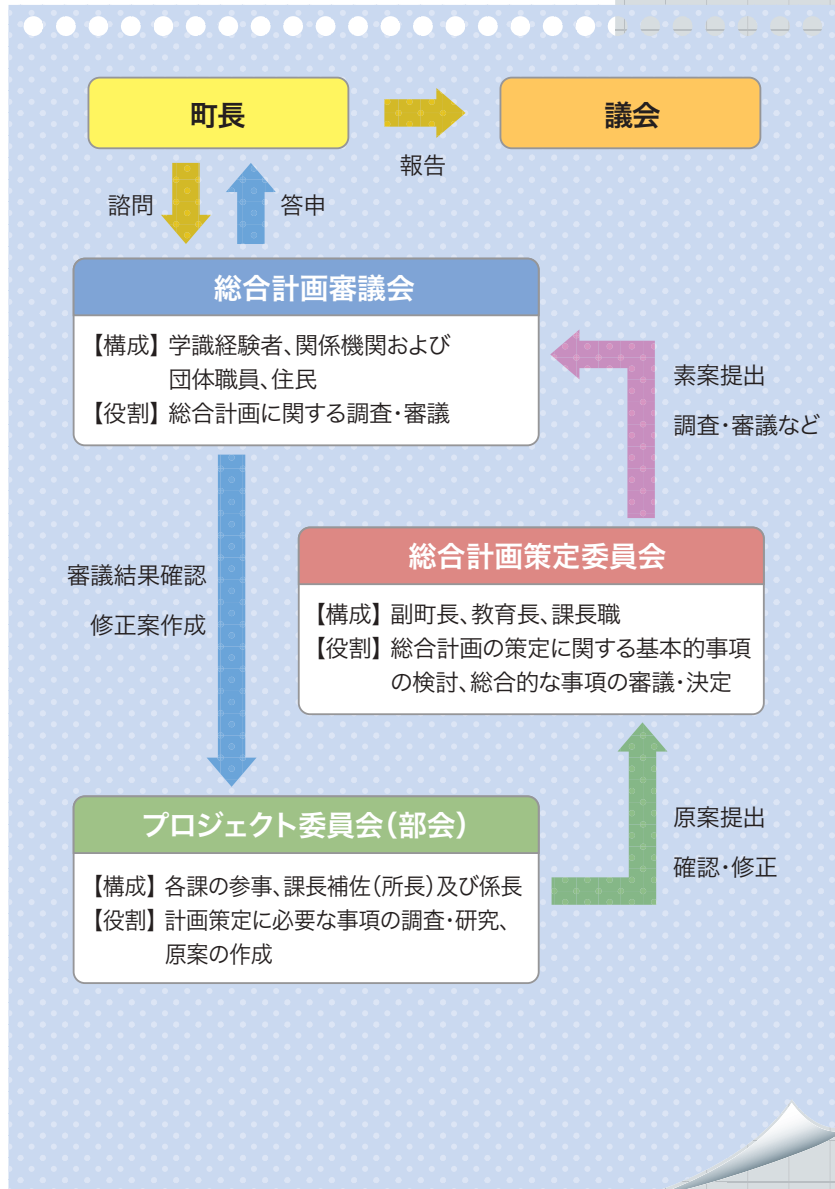 町長
議会
報告
諮問
答申
総合計画審議会
【構成】学識経験者、関係機関および
団体職員、住民
【役割】総合計画に関する調査・審議
素案提出
調査・審議など
審議結果確認
修正案作成
総合計画策定委員会
【構成】副町長、教育長、課長職
【役割】総合計画の策定に関する基本的事項
の検討、総合的な事項の審議・決定
プロジェクト委員会(部会)
【構成】各課の参事、課長補佐(所長)及び係長
【役割】計画策定に必要な事項の調査・研究、
原案の作成
原案提出
確認・修正